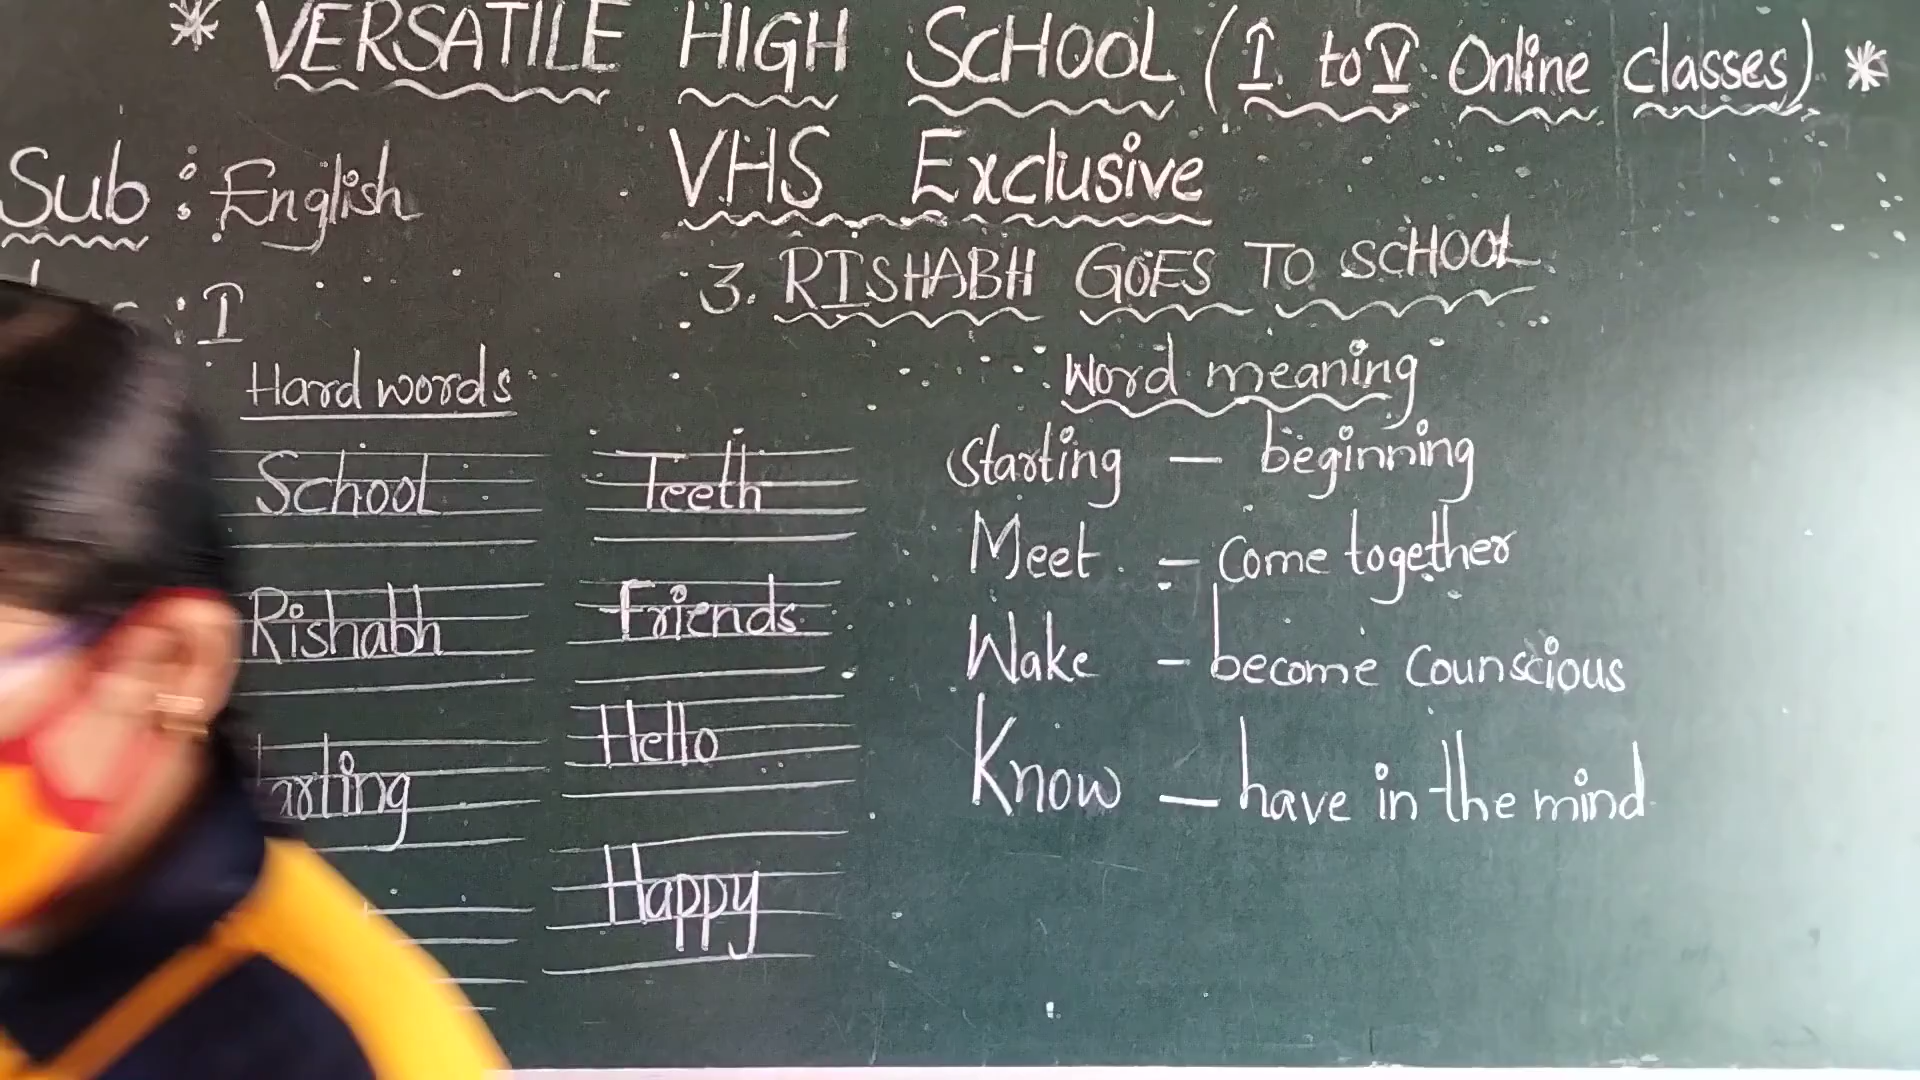 * VERSATILE HIGH SCHOOL (I to V Online classes) *
VHS Exclusive
Sub : English
3. RISHABH GOES TO SCHOOL
: I
Hard words
School
Rishabh
arting
Teeth
Friends
Hello
Happy
Word meaning
Starting — beginning
Meet - Come together
Wake - become Counscious
Know — have in the mind